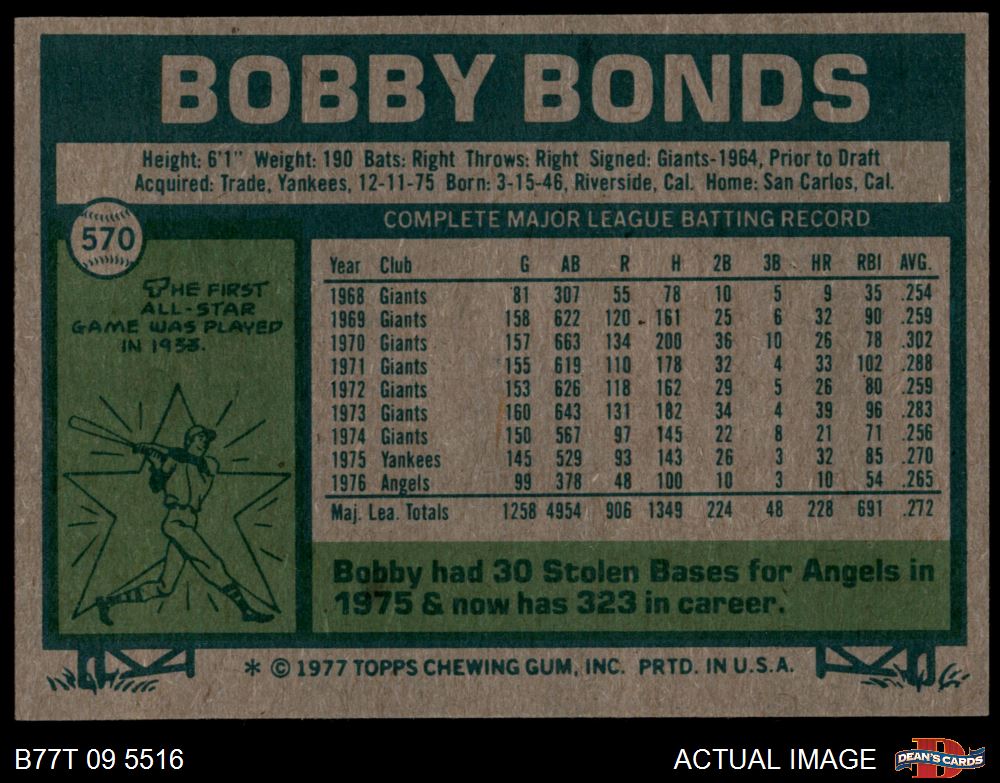 BOBBY BONDS
Height: 6'1" Weight: 190 Bats: Right Throws: Right Signed: Giants-1964, Prior to Draft
Acquired: Trade, Yankees, 12-11-75 Born: 3-15-46, Riverside, Cal. Home: San Carlos, Cal.
570
THE FIRST
ALL-STAR
GAME WAS PLAYED
IN 1933.
COMPLETE MAJOR LEAGUE BATTING RECORD
Year Club G AB R H 2B 3B HR RBI AVG.
1968 Giants 81 307 55 78 10 5 9 35 .254
1969 Giants 158 622 120 161 25 6 32 90 .259
1970 Giants 157 663 134 200 36 10 26 78 .302
1971 Giants 155 619 110 178 32 4 33 102 .288
1972 Giants 153 626 118 162 29 5 26 80 .259
1973 Giants 160 643 131 182 34 4 39 96 .283
1974 Giants 150 567 97 145 22 8 21 71 .256
1975 Yankees 145 529 93 143 26 3 32 85 .270
1976 Angels 99 378 48 100 10 3 10 54 .265
Maj. Lea. Totals 1258 4954 906 1349 224 48 228 691 .272
Bobby had 30 Stolen Bases for Angels in
1975 & now has 323 in career.
* © 1977 TOPPS CHEWING GUM, INC. PRTD. IN U.S.A.
B77T 09 5516
ACTUAL IMAGE
D
DEAN'S CARDS